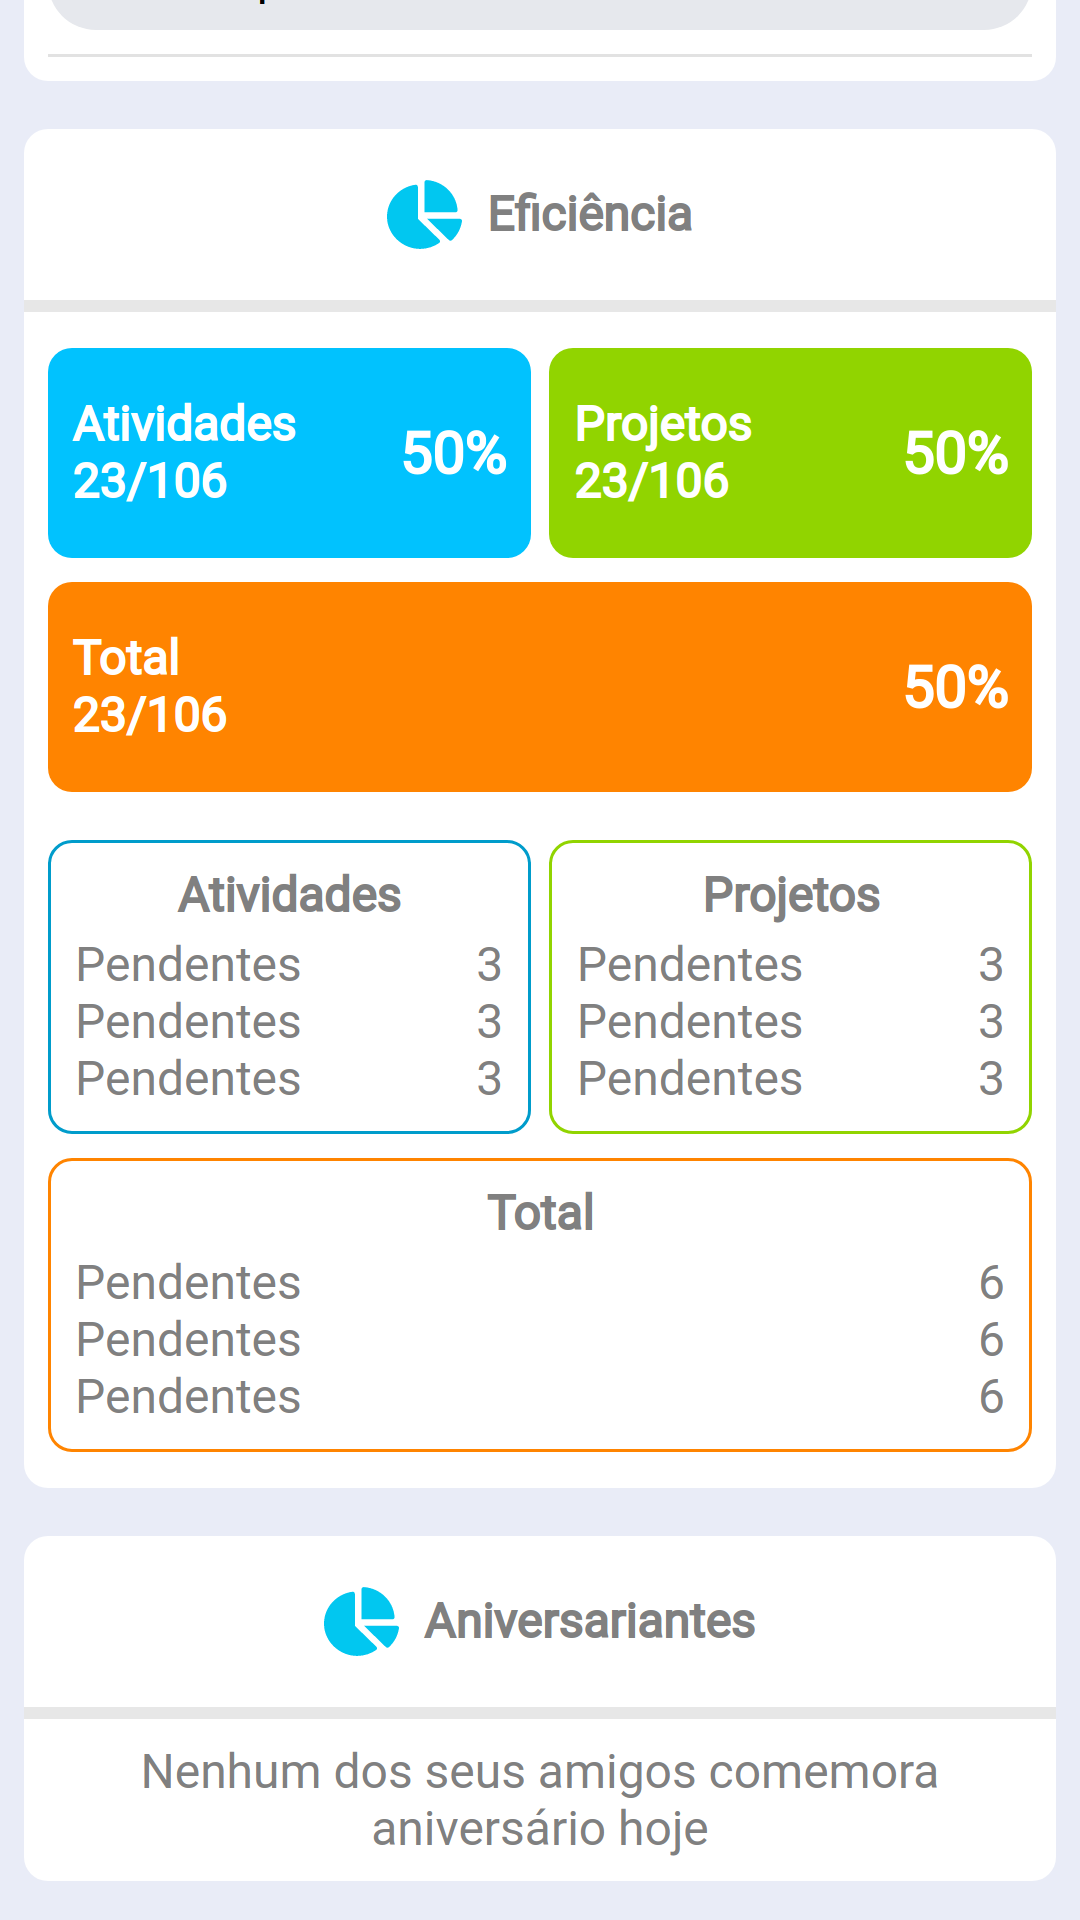 Eficiência
Atividades
23/106
50%
Projetos
23/106
50%
Total
23/106
50%
Atividades
Pendentes 3
Pendentes 3
Pendentes 3
Projetos
Pendentes 3
Pendentes 3
Pendentes 3
Total
Pendentes 6
Pendentes 6
Pendentes 6
Aniversariantes
Nenhum dos seus amigos comemora
aniversário hoje